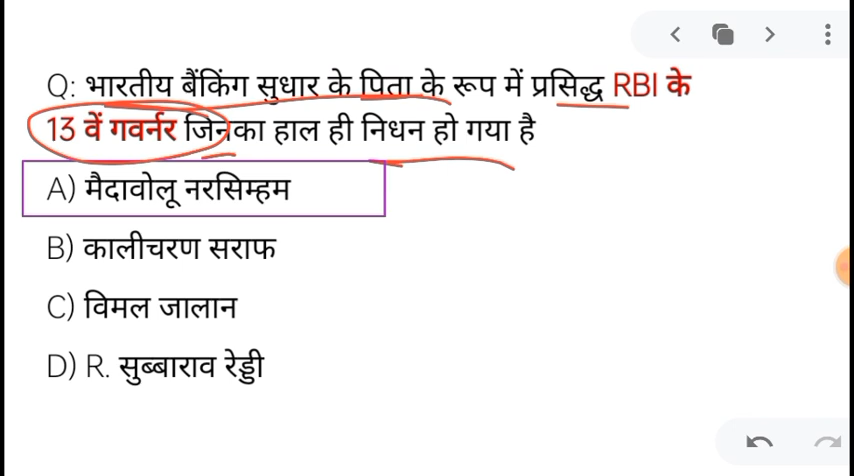 Q: भारतीय बैंकिंग सुधार के पिता के रूप में प्रसिद्ध RBI के
13 वें गवर्नर जिनका हाल ही निधन हो गया है
A) मैदावोलू नरसिम्हम
B) कालीचरण सराफ
C) विमल जालान
D) R. सुब्बाराव रेड्डी